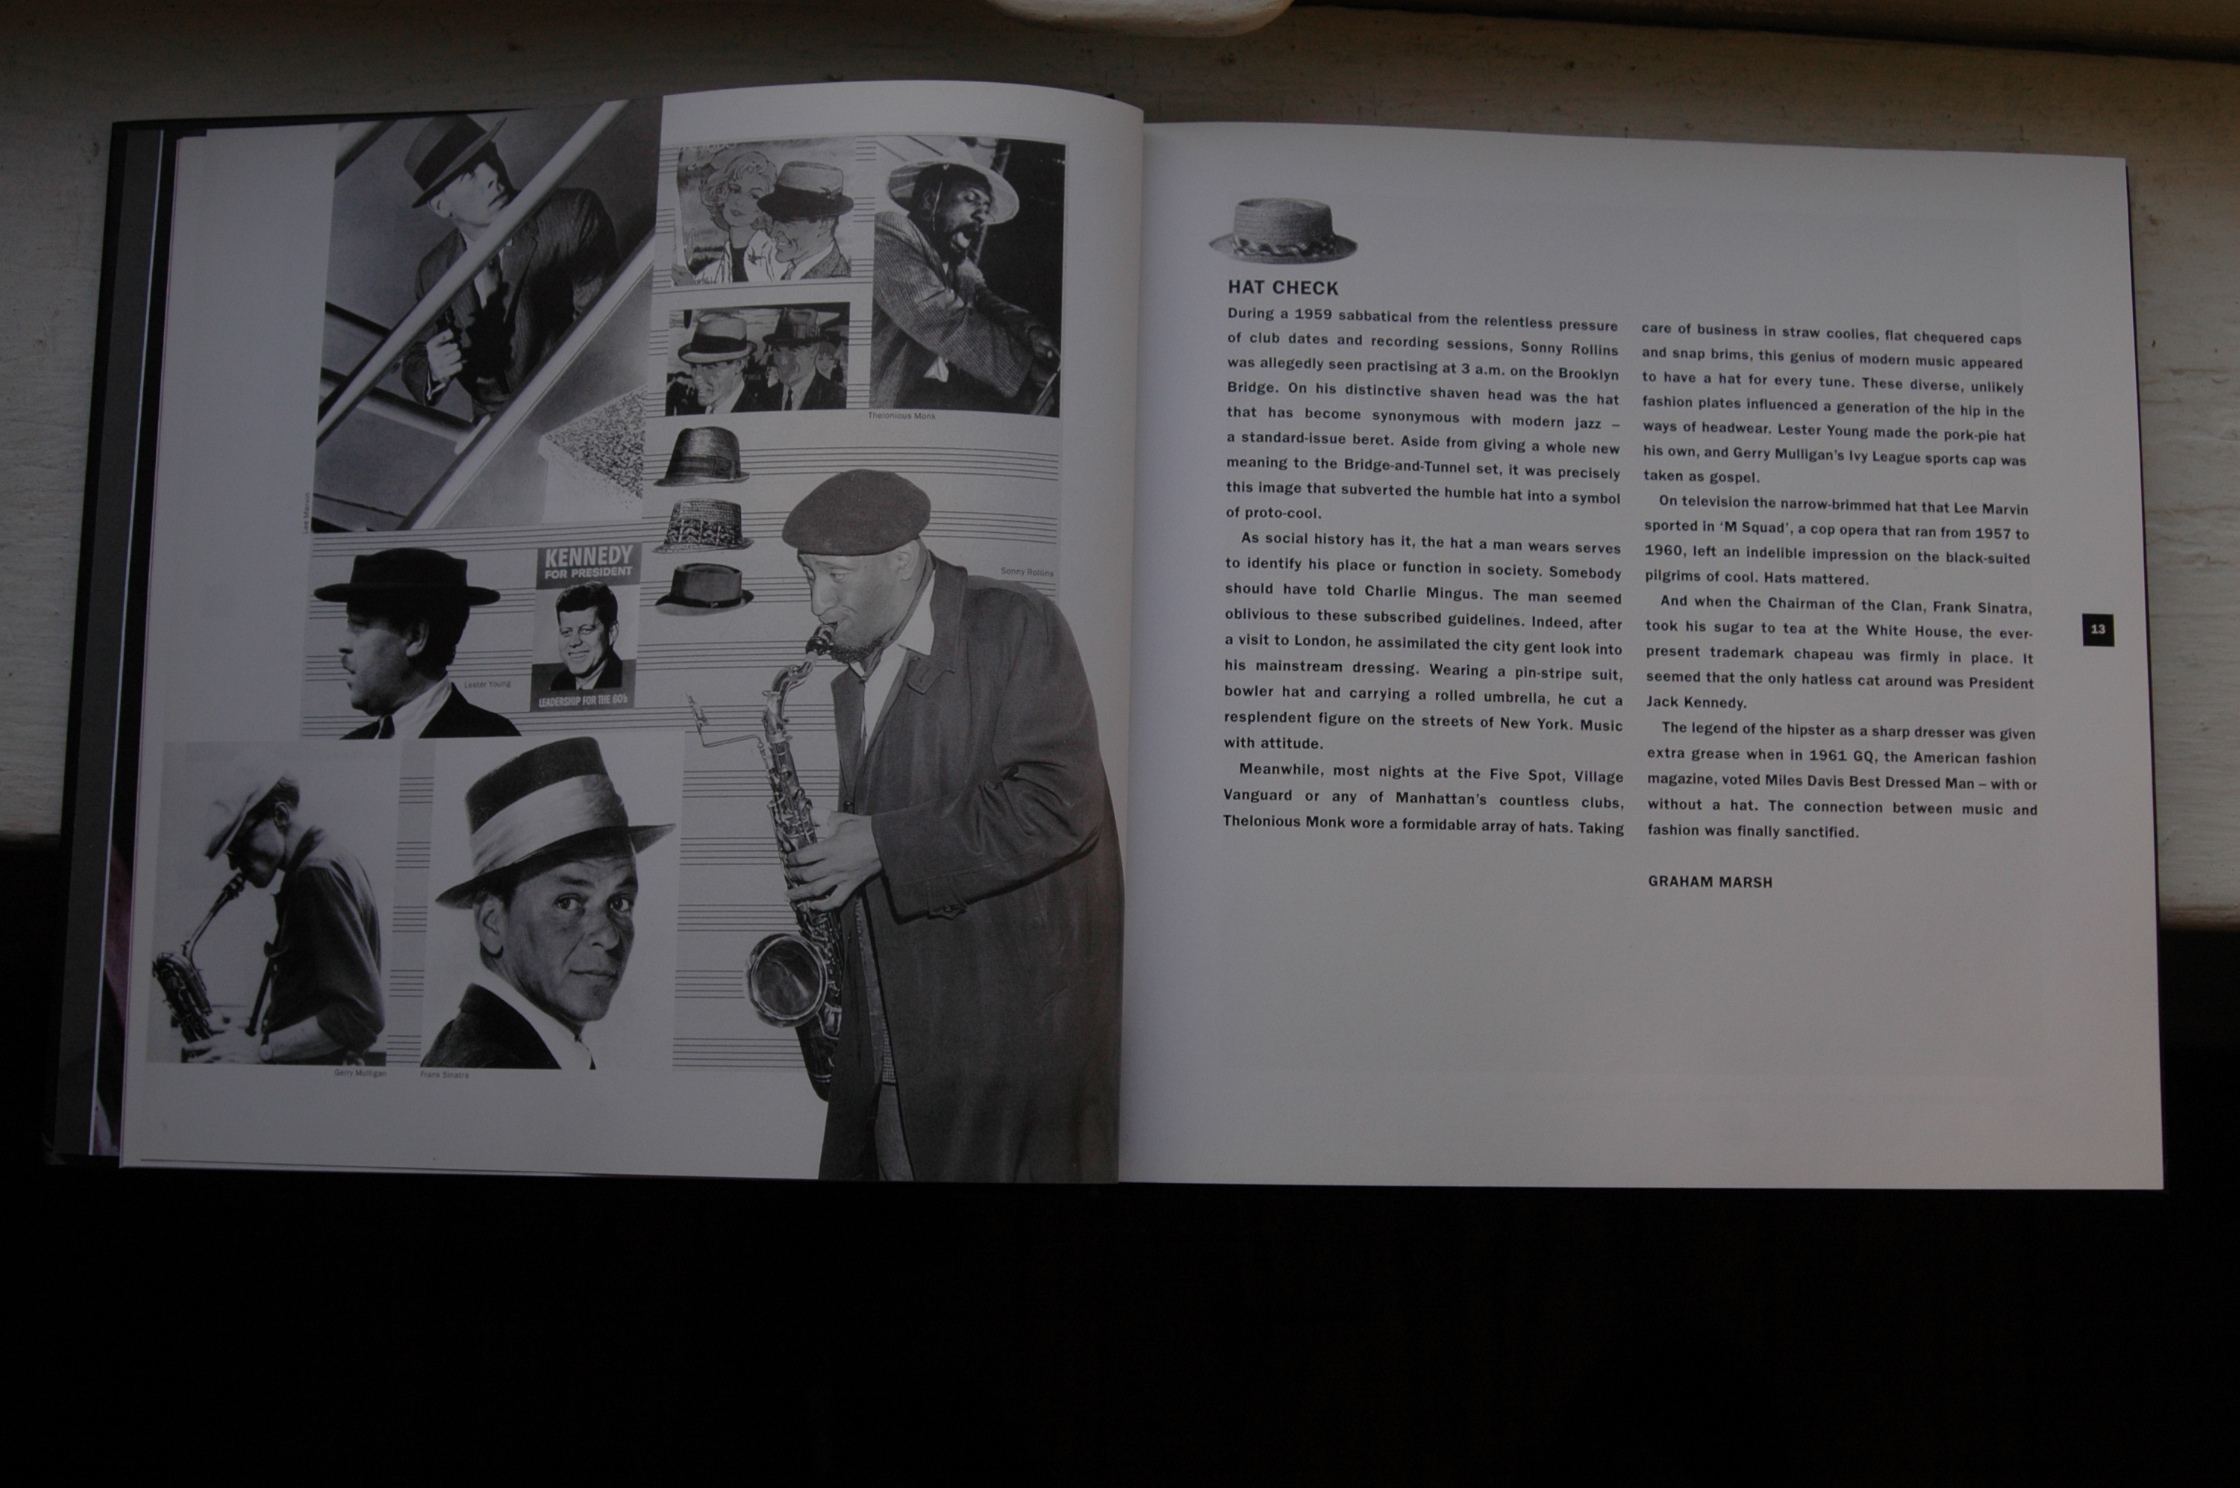 Lee Marvin
Thelonious Monk
Sonny Rollins
Lester Young
KENNEDY
FOR PRESIDENT
LEADERSHIP FOR THE 60's
Gerry Mulligan
Frank Sinatra
HAT CHECK
During a 1959 sabbatical from the relentless pressure
of club dates and recording sessions, Sonny Rollins
was allegedly seen practising at 3 a.m. on the Brooklyn
Bridge. On his distinctive shaven head was the hat
that has become synonymous with modern jazz –
a standard-issue beret. Aside from giving a whole new
meaning to the Bridge-and-Tunnel set, it was precisely
this image that subverted the humble hat into a symbol
of proto-cool.
As social history has it, the hat a man wears serves
to identify his place or function in society. Somebody
should have told Charlie Mingus. The man seemed
oblivious to these subscribed guidelines. Indeed, after
a visit to London, he assimilated the city gent look into
his mainstream dressing. Wearing a pin-stripe suit,
bowler hat and carrying a rolled umbrella, he cut a
resplendent figure on the streets of New York. Music
with attitude.
Meanwhile, most nights at the Five Spot, Village
Vanguard or any of Manhattan's countless clubs,
Thelonious Monk wore a formidable array of hats. Taking
care of business in straw coolies, flat chequered caps
and snap brims, this genius of modern music appeared
to have a hat for every tune. These diverse, unlikely
fashion plates influenced a generation of the hip in the
ways of headwear. Lester Young made the pork-pie hat
his own, and Gerry Mulligan's Ivy League sports cap was
taken as gospel.
On television the narrow-brimmed hat that Lee Marvin
sported in 'M Squad', a cop opera that ran from 1957 to
1960, left an indelible impression on the black-suited
pilgrims of cool. Hats mattered.
And when the Chairman of the Clan, Frank Sinatra,
took his sugar to tea at the White House, the ever-
present trademark chapeau was firmly in place. It
seemed that the only hatless cat around was President
Jack Kennedy.
The legend of the hipster as a sharp dresser was given
extra grease when in 1961 GQ, the American fashion
magazine, voted Miles Davis Best Dressed Man – with or
without a hat. The connection between music and
fashion was finally sanctified.
GRAHAM MARSH
13